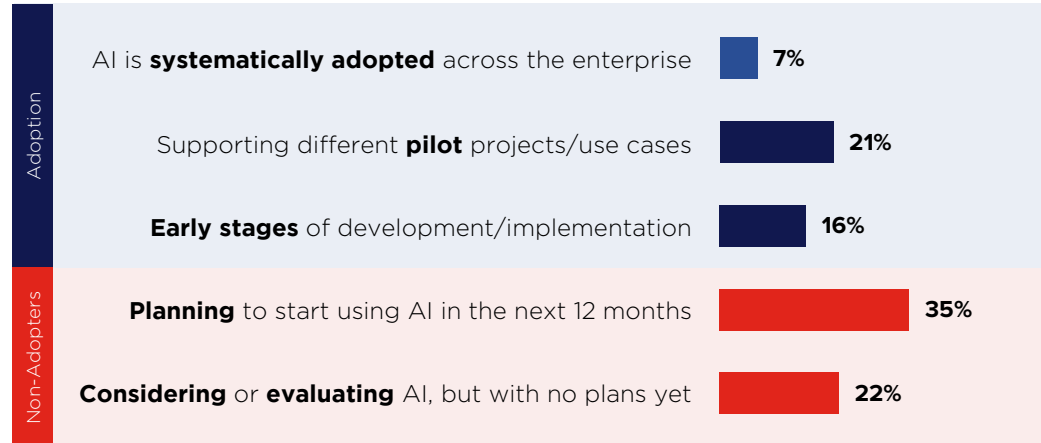 Adoption
AI is systematically adopted across the enterprise 7%
Supporting different pilot projects/use cases 21%
Early stages of development/implementation 16%
Non-Adopters
Planning to start using AI in the next 12 months 35%
Considering or evaluating AI, but with no plans yet 22%